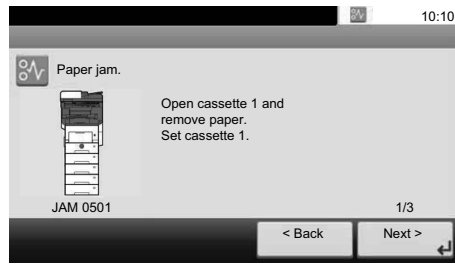 10:10
Paper jam.
Open cassette 1 and
remove paper.
Set cassette 1.
JAM 0501
1/3
< Back
Next >